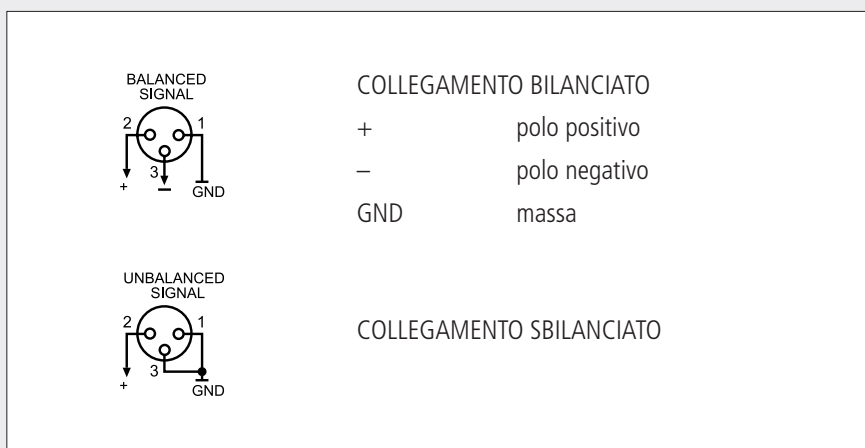 BALANCED
SIGNAL
2 1
3
+ – GND
COLLEGAMENTO BILANCIATO
+ polo positivo
– polo negativo
GND massa
UNBALANCED
SIGNAL
2 1
3
+ GND
COLLEGAMENTO SBILANCIATO